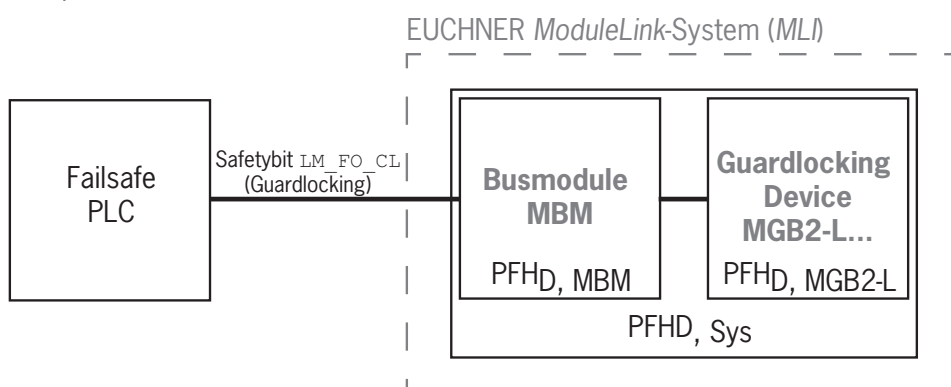 EUCHNER ModuleLink-System (MLI)
Failsafe
PLC
Safetybit LM_FO_CL
(Guardlocking)
Busmodule
MBM
PFHD, MBM
Guardlocking
Device
MGB2-L...
PFHD, MGB2-L
PFHD, Sys